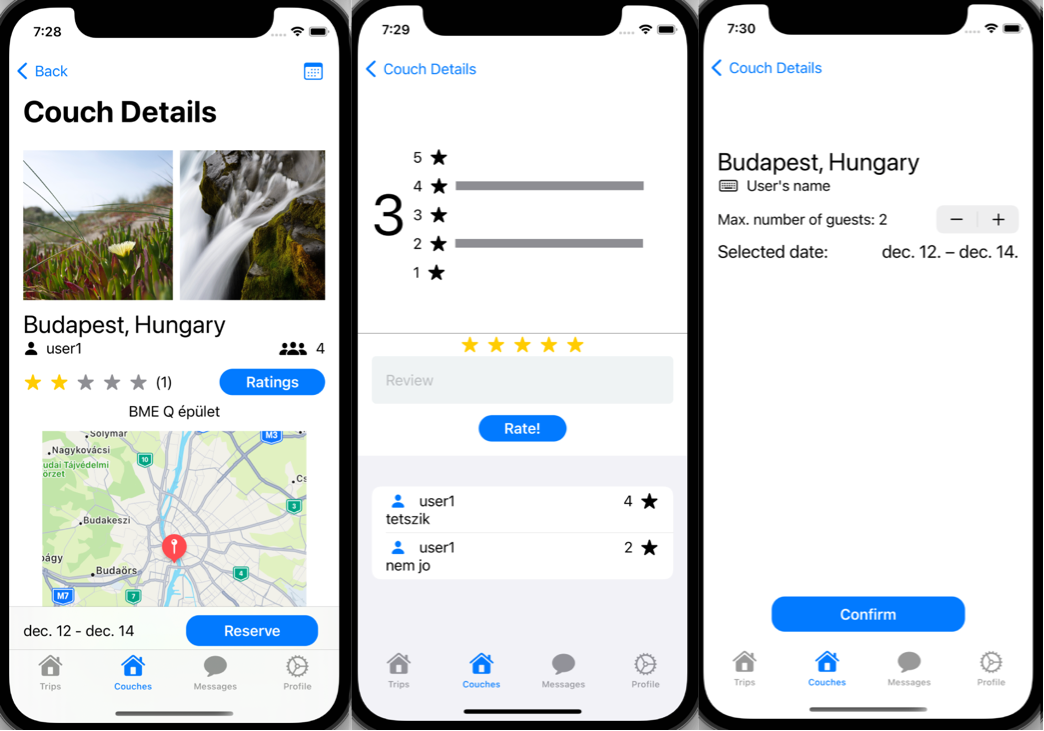 7:28
Back
Couch Details
Budapest, Hungary
user1 4
(1) Ratings
BME Q épület
Sólymár
M3
Nagykovácsi
10
udai Tájvédelmi
örzet
Cs
3
Budakeszi
págy
Budaörs
4
M7
7
dec. 12 - dec. 14 Reserve
Trips Couches Messages Profile
7:29
Couch Details
5
4
3
3
2
1
Review
Rate!
user1 4
tetszik
user1 2
nem jo
Trips Couches Messages Profile
7:30
Couch Details
Budapest, Hungary
User's name
Max. number of guests: 2 − +
Selected date: dec. 12. – dec. 14.
Confirm
Trips Couches Messages Profile